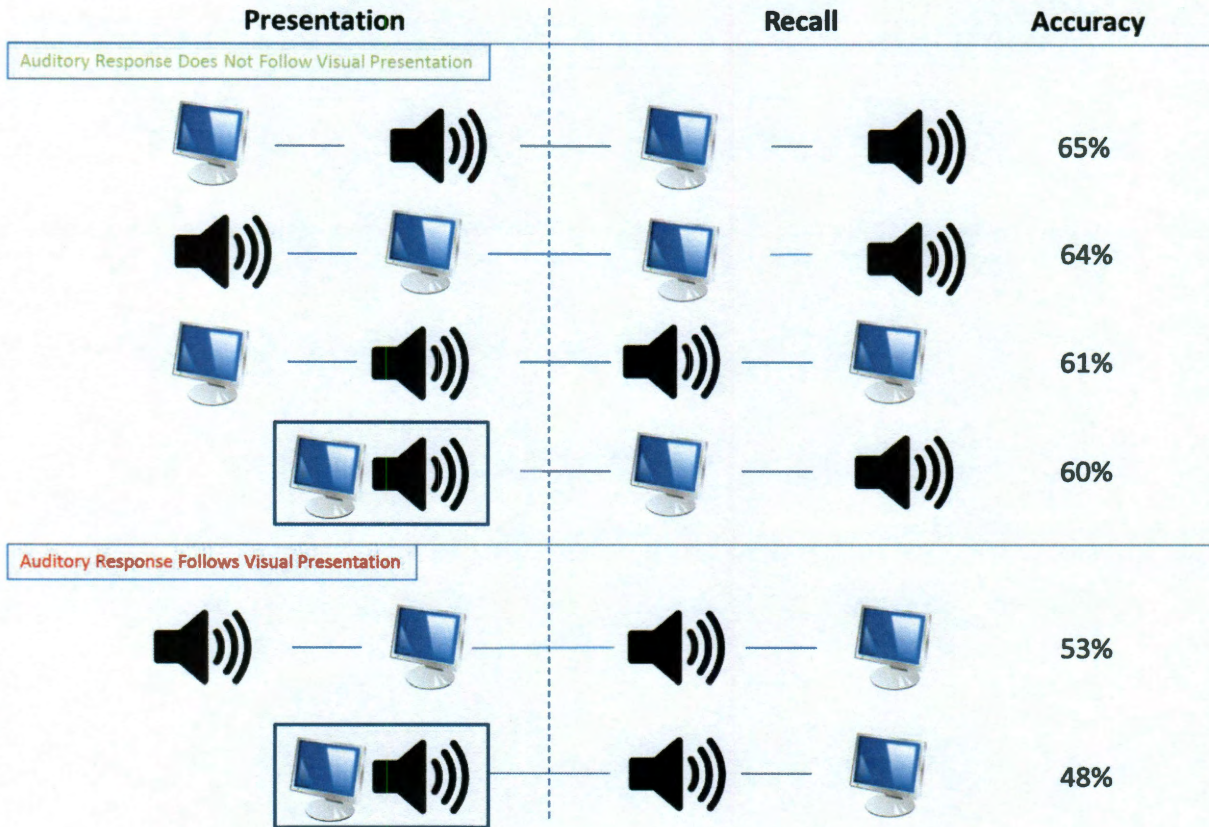 Presentation Recall Accuracy
Auditory Response Does Not Follow Visual Presentation
65%
64%
61%
60%
Auditory Response Follows Visual Presentation
53%
48%